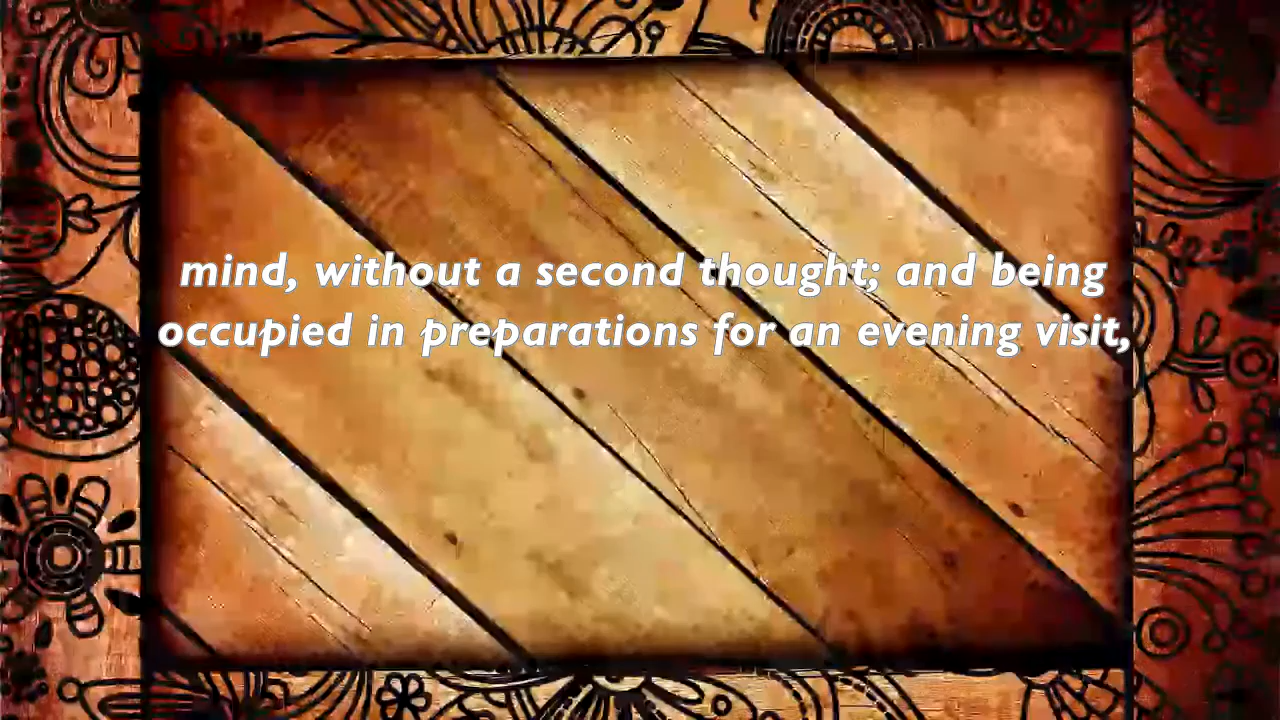 mind, without a second thought; and being
occupied in preparations for an evening visit,